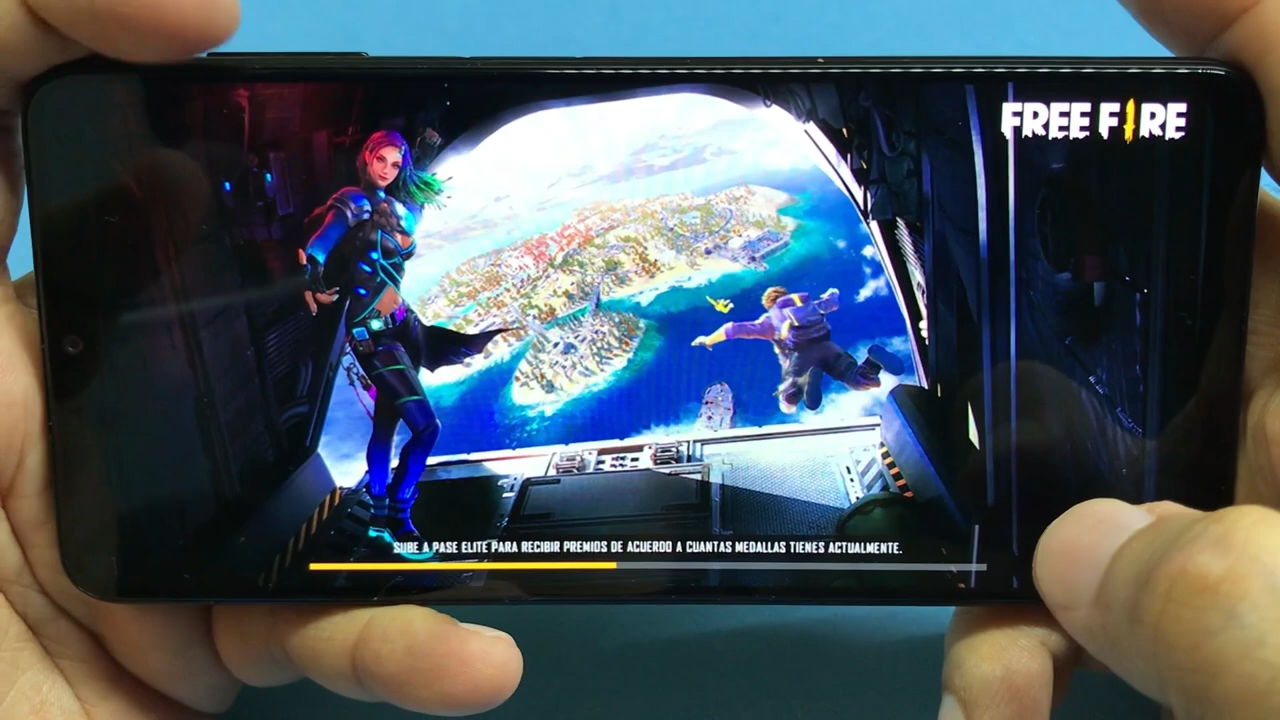 FREE FIRE
SUBE A PASE ELITE PARA RECIBIR PREMIOS DE ACUERDO A CUANTAS MEDALLAS TIENES ACTUALMENTE.